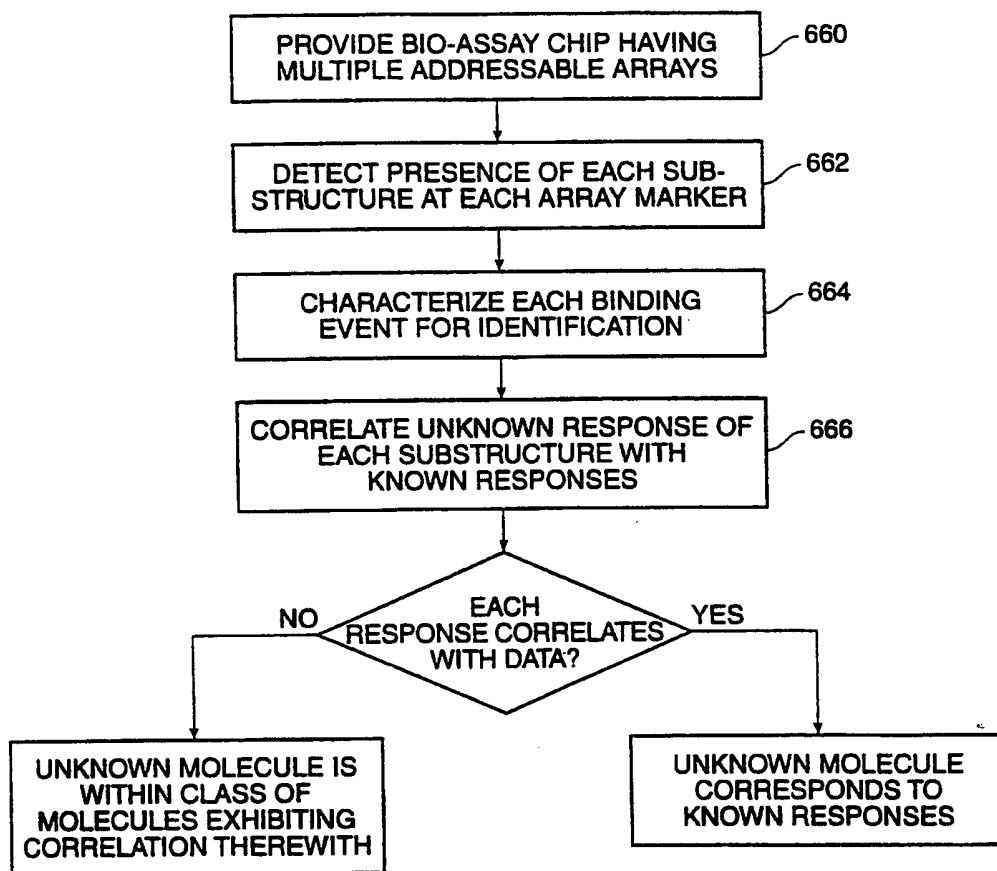 PROVIDE BIO-ASSAY CHIP HAVING
MULTIPLE ADDRESSABLE ARRAYS
660
DETECT PRESENCE OF EACH SUB-
STRUCTURE AT EACH ARRAY MARKER
662
CHARACTERIZE EACH BINDING
EVENT FOR IDENTIFICATION
664
CORRELATE UNKNOWN RESPONSE OF
EACH SUBSTRUCTURE WITH
KNOWN RESPONSES
666
EACH
RESPONSE CORRELATES
WITH DATA?
NO
YES
UNKNOWN MOLECULE IS
WITHIN CLASS OF
MOLECULES EXHIBITING
CORRELATION THEREWITH
UNKNOWN MOLECULE
CORRESPONDS TO
KNOWN RESPONSES